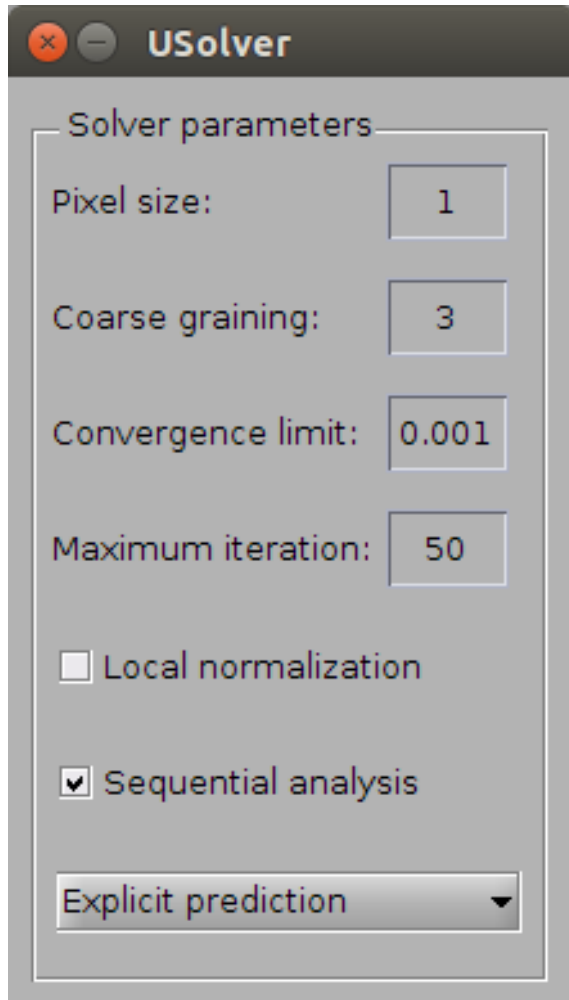 USolver
Solver parameters
Pixel size: 1
Coarse graining: 3
Convergence limit: 0.001
Maximum iteration: 50
Local normalization
Sequential analysis
Explicit prediction